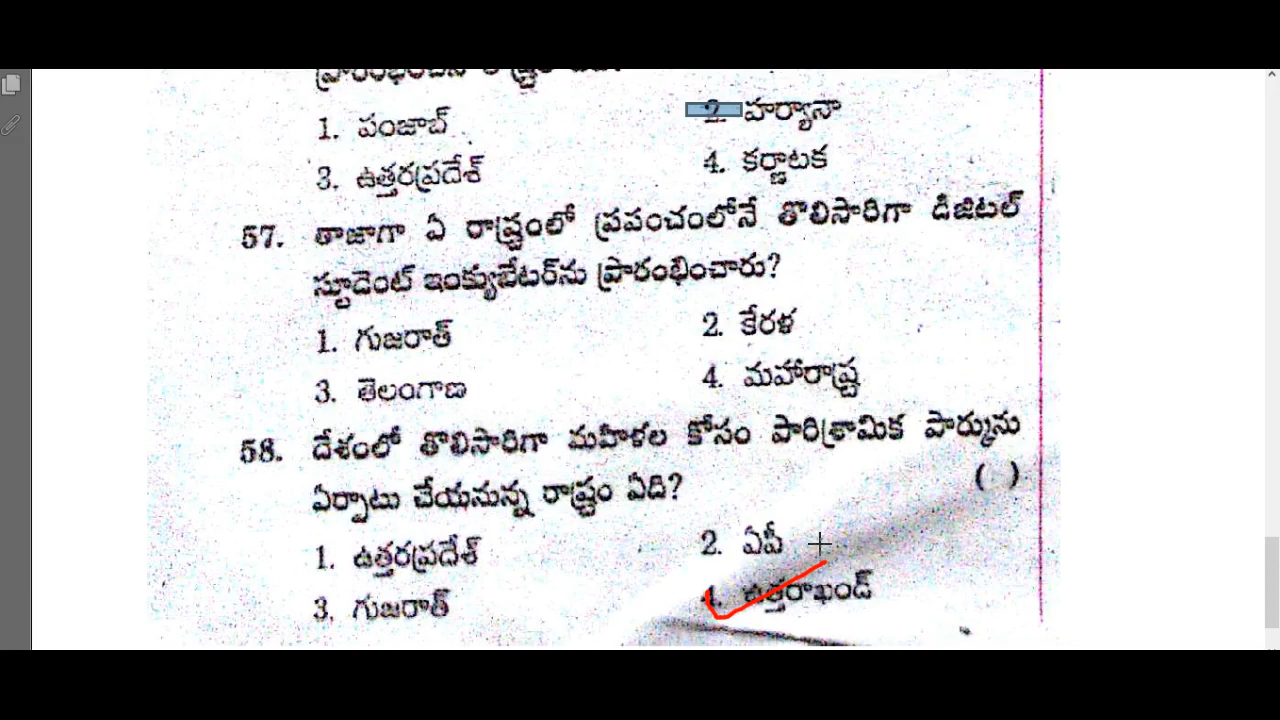 1. పంజాబ్
2. హర్యానా
3. ఉత్తరప్రదేశ్
4. కర్ణాటక
57. తాజాగా ఏ రాష్ట్రంలో ప్రపంచంలోనే తొలిసారిగా డిజిటల్
స్టూడెంట్ ఇంక్యుబేటర్‌ను ప్రారంభించారు?
1. గుజరాత్
2. కేరళ
3. తెలంగాణ
4. మహారాష్ట్ర
58. దేశంలో తొలిసారిగా మహిళల కోసం పారిశ్రామిక పార్కును
ఏర్పాటు చేయనున్న రాష్ట్రం ఏది? ( )
1. ఉత్తరప్రదేశ్
2. ఏపీ
3. గుజరాత్
4. ఉత్తరాఖండ్